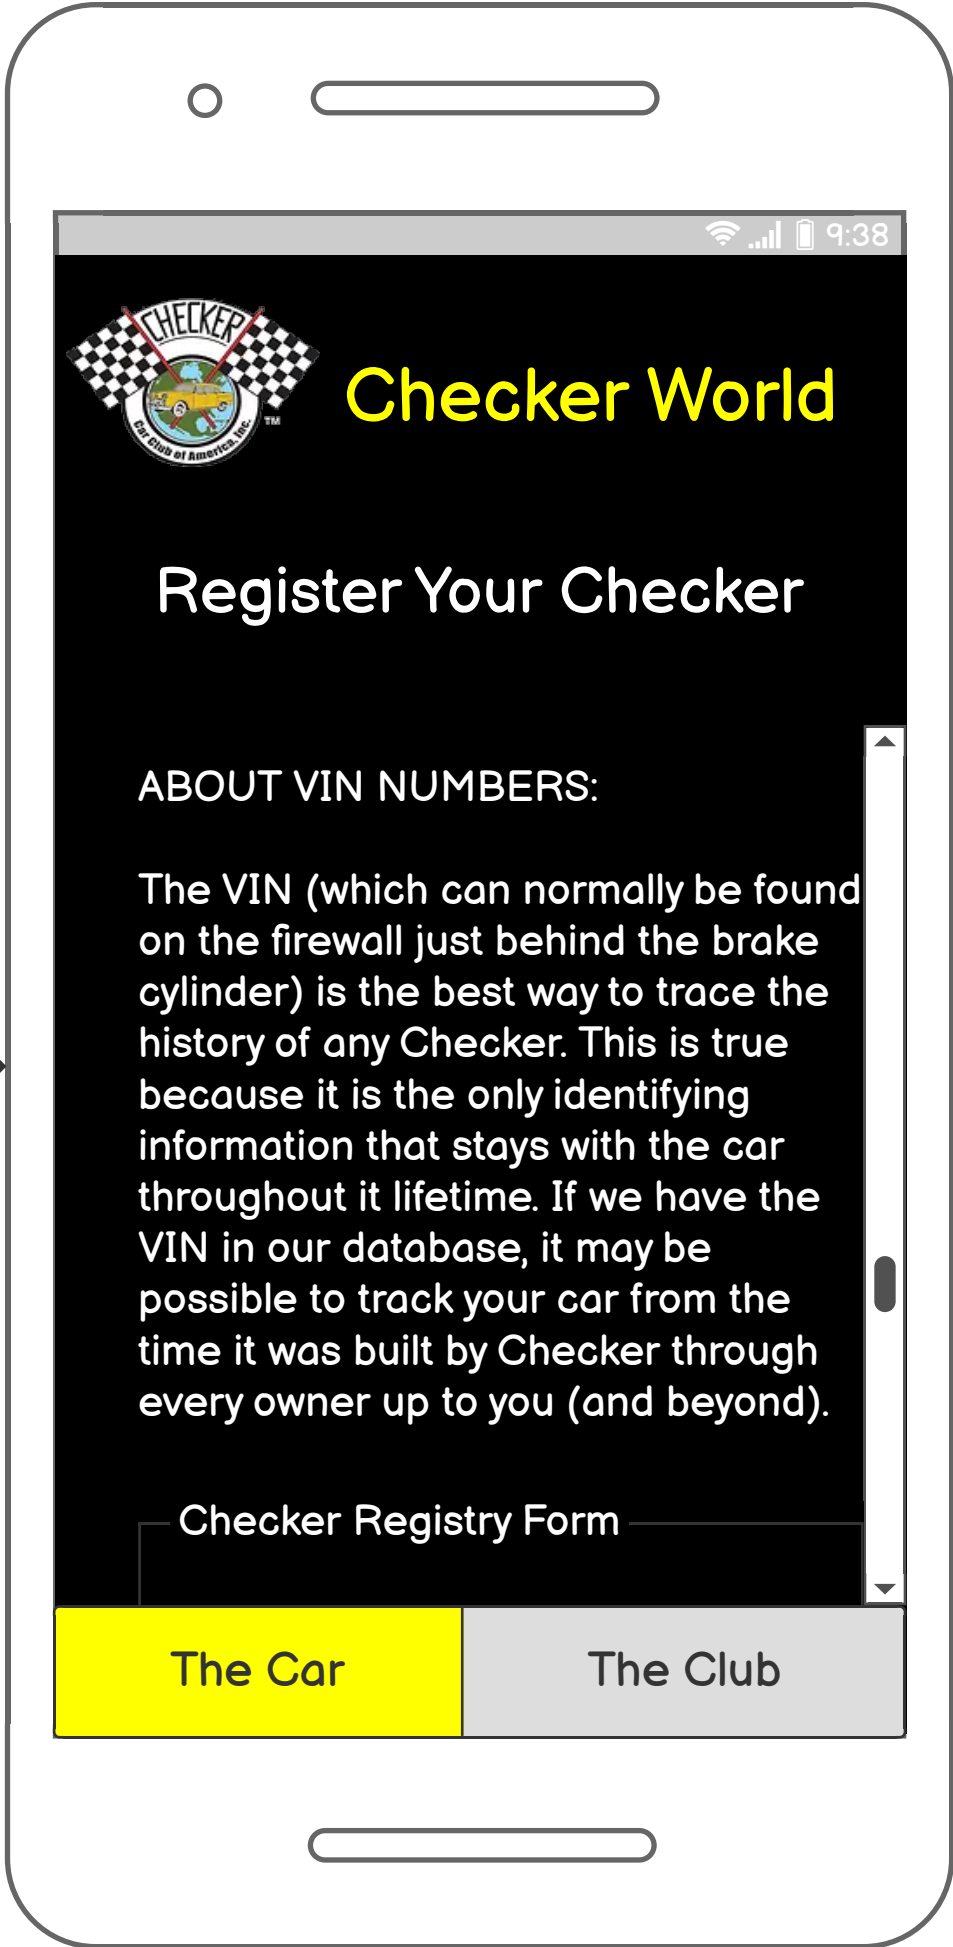 9:38
CHECKER
Car Club of America, Inc.
TM
Checker World
Register Your Checker
ABOUT VIN NUMBERS:
The VIN (which can normally be found
on the firewall just behind the brake
cylinder) is the best way to trace the
history of any Checker. This is true
because it is the only identifying
information that stays with the car
throughout it lifetime. If we have the
VIN in our database, it may be
possible to track your car from the
time it was built by Checker through
every owner up to you (and beyond).
Checker Registry Form
The Car
The Club